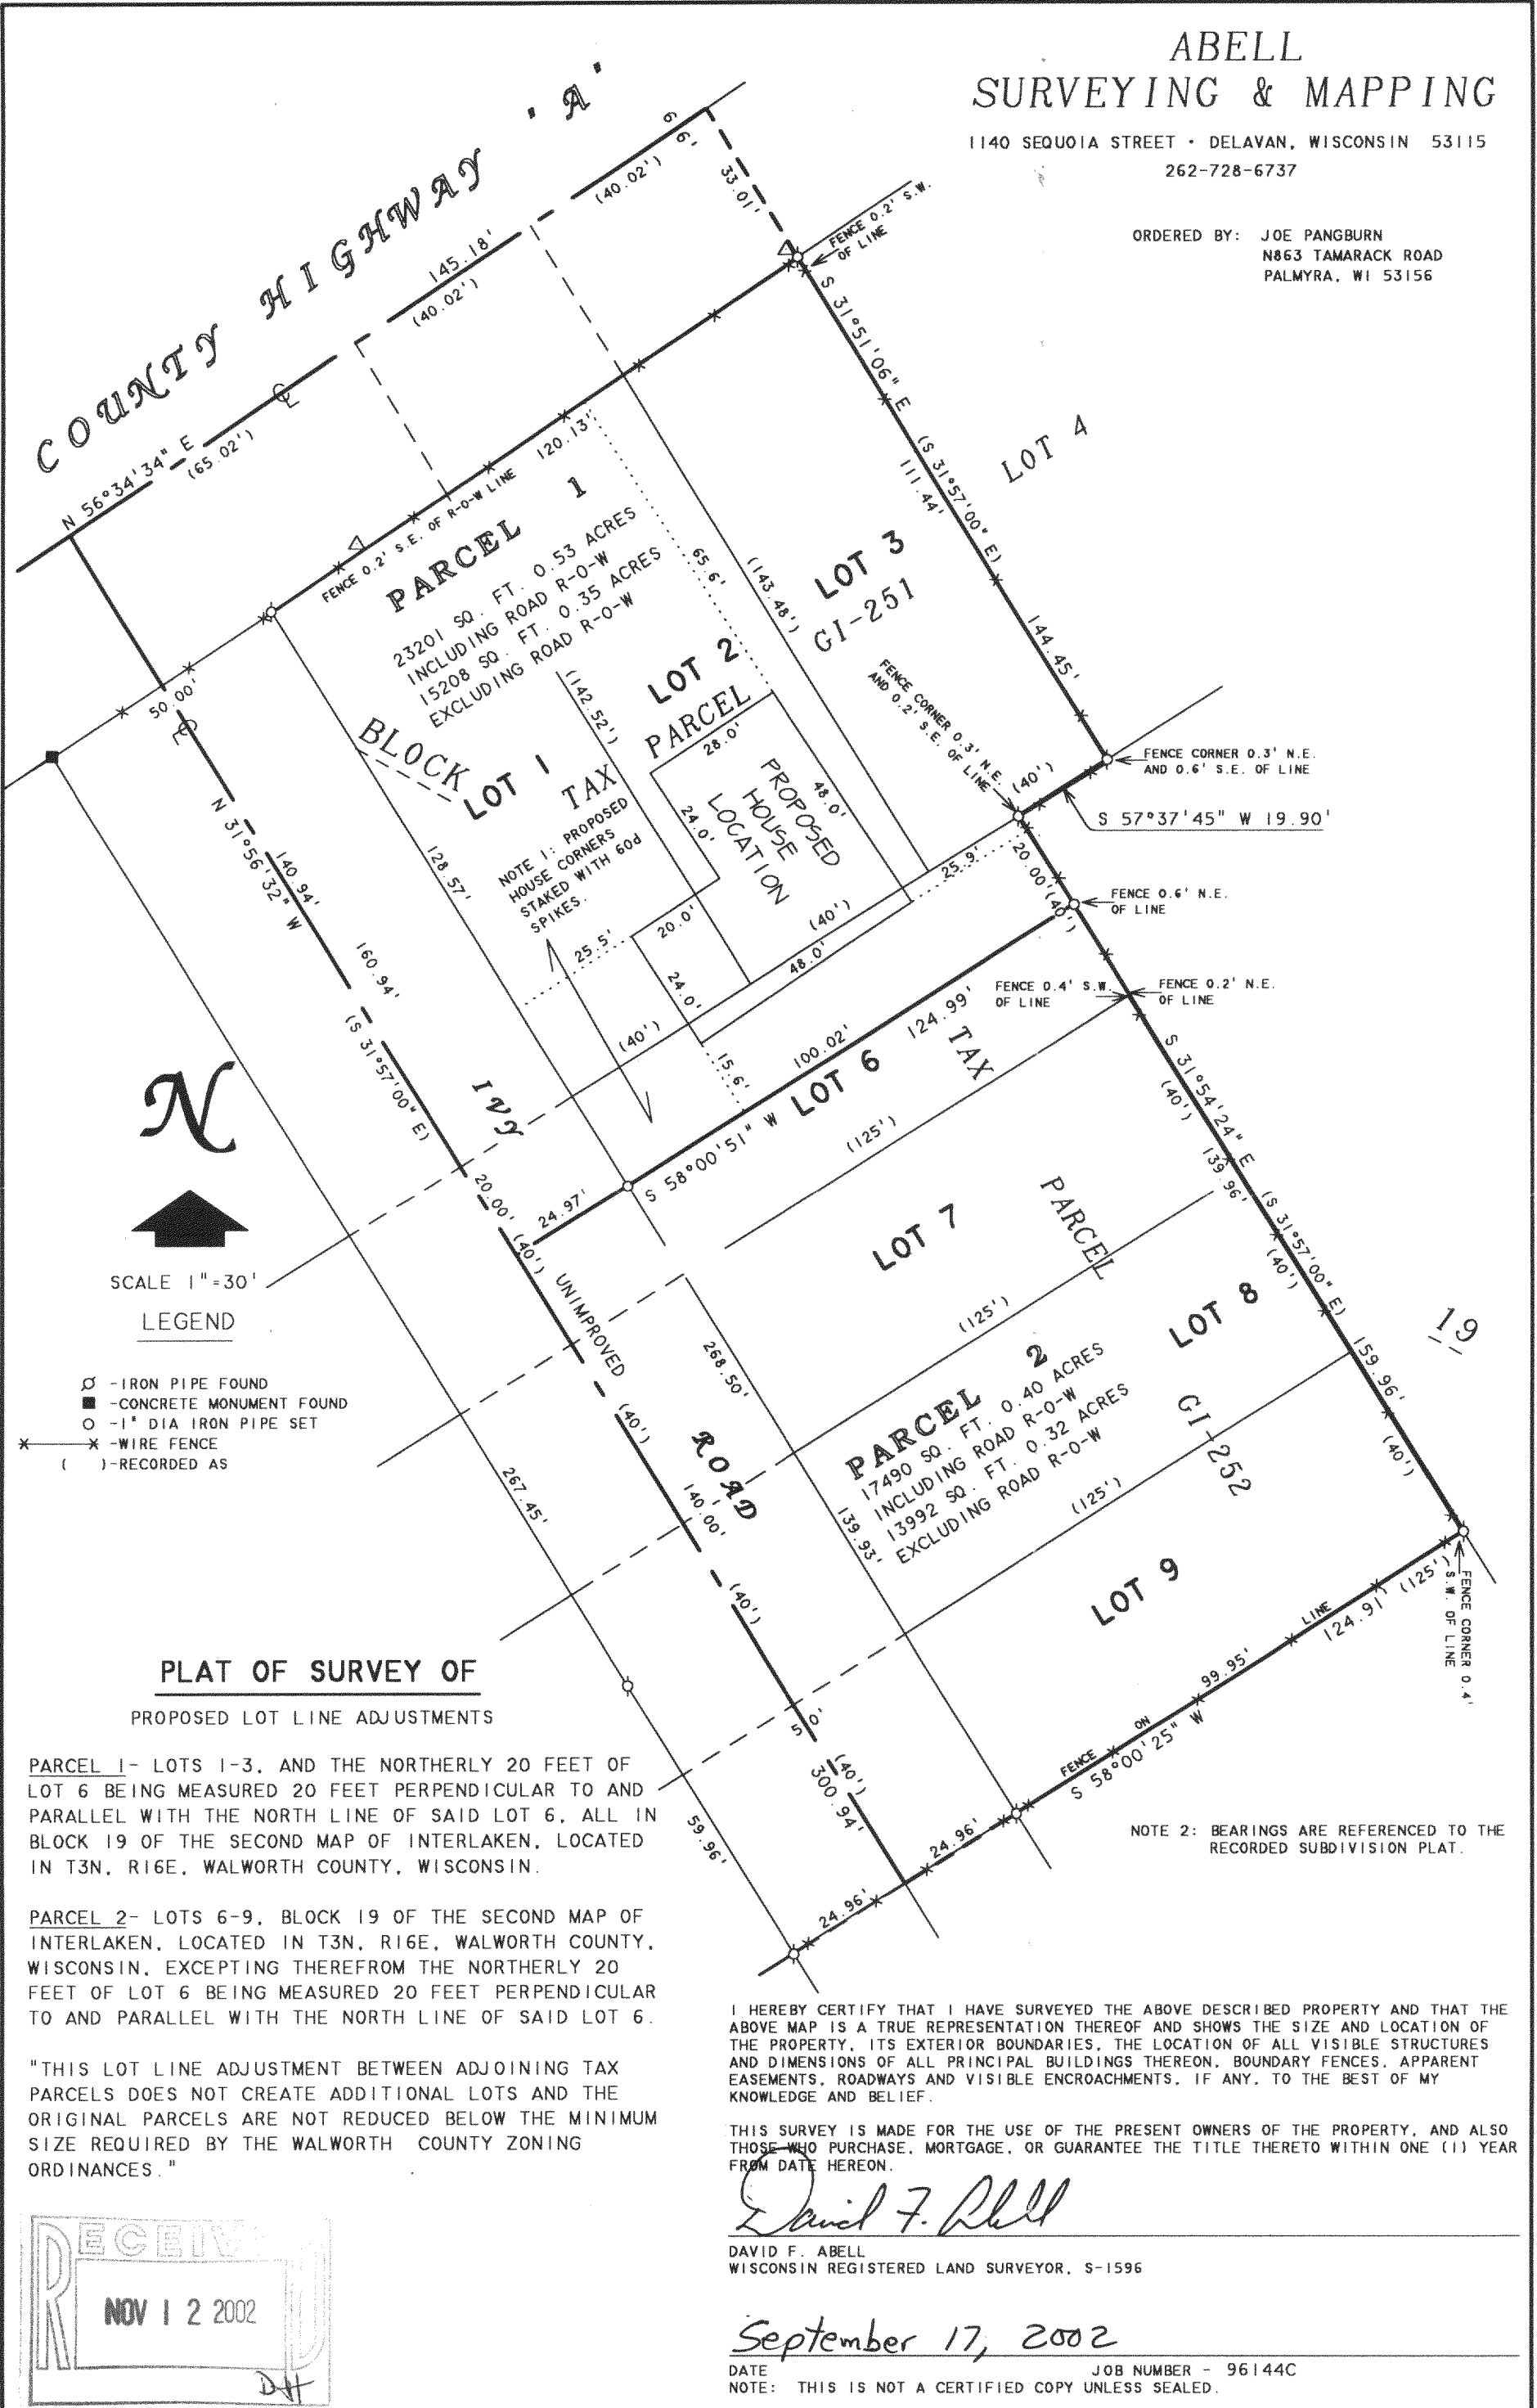 ABELL
SURVEYING & MAPPING
1140 SEQUOIA STREET • DELAVAN, WISCONSIN 53115
262-728-6737
ORDERED BY: JOE PANGBURN
N863 TAMARACK ROAD
PALMYRA, WI 53156
COUNTY HIGHWAY 'A'
66'
(40.02')
33.01'
145.18'
(40.02')
N 56°34'34" E
(65.02')
℄
FENCE 0.2' S.W.
OF LINE
S 31°51'06" E
(S 31°57'00" E)
111.44'
144.45'
LOT 4
120.13'
FENCE 0.2' S.E. OF R-O-W LINE
PARCEL 1
23201 SQ. FT. 0.53 ACRES
INCLUDING ROAD R-O-W
15208 SQ. FT. 0.35 ACRES
EXCLUDING ROAD R-O-W
65.6'
(143.48')
LOT 3
GI-251
LOT 2
PARCEL
(142.52')
BLOCK
LOT 1
TAX
NOTE 1: PROPOSED
HOUSE CORNERS
STAKED WITH 60d
SPIKES.
28.0'
48.0'
24.0'
PROPOSED
HOUSE
LOCATION
20.0'
25.5'
24.0'
48.0'
(40')
(40')
15.6'
25.9'
FENCE CORNER 0.3' N.E.
AND 0.2' S.E. OF LINE
(40')
FENCE CORNER 0.3' N.E.
AND 0.6' S.E. OF LINE
S 57°37'45" W 19.90'
20.00'
(40')
FENCE 0.6' N.E.
OF LINE
FENCE 0.4' S.W.
OF LINE
FENCE 0.2' N.E.
OF LINE
50.00'
℄
N 31°56'32" W
140.94'
160.94'
(S 31°57'00" E)
128.57'
IVY
20.00'
(40')
24.97'
S 58°00'51" W
100.02'
124.99'
LOT 6
TAX
(125')
S 31°54'24" E
(40')
139.96'
(S 31°57'00" E)
(40')
159.96'
(40')
LOT 7
PARCEL
(125')
LOT 8
19
UNIMPROVED
(40')
268.50'
ROAD
PARCEL 2
17490 SQ. FT. 0.40 ACRES
INCLUDING ROAD R-O-W
13992 SQ. FT. 0.32 ACRES
EXCLUDING ROAD R-O-W
GI-252
(125')
139.93'
267.45'
140.00'
(40')
LOT 9
50'
(40')
300.94'
59.96'
24.96'
24.96'
FENCE ON LINE
S 58°00'25" W
99.95'
124.91'
(125')
FENCE CORNER 0.4'
S.W. OF LINE
N
SCALE 1"=30'
LEGEND
-IRON PIPE FOUND
-CONCRETE MONUMENT FOUND
-1" DIA IRON PIPE SET
-WIRE FENCE
( )-RECORDED AS
PLAT OF SURVEY OF
PROPOSED LOT LINE ADJUSTMENTS
PARCEL 1- LOTS 1-3, AND THE NORTHERLY 20 FEET OF
LOT 6 BEING MEASURED 20 FEET PERPENDICULAR TO AND
PARALLEL WITH THE NORTH LINE OF SAID LOT 6, ALL IN
BLOCK 19 OF THE SECOND MAP OF INTERLAKEN, LOCATED
IN T3N, R16E, WALWORTH COUNTY, WISCONSIN.
PARCEL 2- LOTS 6-9, BLOCK 19 OF THE SECOND MAP OF
INTERLAKEN, LOCATED IN T3N, R16E, WALWORTH COUNTY,
WISCONSIN, EXCEPTING THEREFROM THE NORTHERLY 20
FEET OF LOT 6 BEING MEASURED 20 FEET PERPENDICULAR
TO AND PARALLEL WITH THE NORTH LINE OF SAID LOT 6.
"THIS LOT LINE ADJUSTMENT BETWEEN ADJOINING TAX
PARCELS DOES NOT CREATE ADDITIONAL LOTS AND THE
ORIGINAL PARCELS ARE NOT REDUCED BELOW THE MINIMUM
SIZE REQUIRED BY THE WALWORTH COUNTY ZONING
ORDINANCES."
NOTE 2: BEARINGS ARE REFERENCED TO THE
RECORDED SUBDIVISION PLAT.
I HEREBY CERTIFY THAT I HAVE SURVEYED THE ABOVE DESCRIBED PROPERTY AND THAT THE
ABOVE MAP IS A TRUE REPRESENTATION THEREOF AND SHOWS THE SIZE AND LOCATION OF
THE PROPERTY, ITS EXTERIOR BOUNDARIES, THE LOCATION OF ALL VISIBLE STRUCTURES
AND DIMENSIONS OF ALL PRINCIPAL BUILDINGS THEREON, BOUNDARY FENCES, APPARENT
EASEMENTS, ROADWAYS AND VISIBLE ENCROACHMENTS, IF ANY, TO THE BEST OF MY
KNOWLEDGE AND BELIEF.
THIS SURVEY IS MADE FOR THE USE OF THE PRESENT OWNERS OF THE PROPERTY, AND ALSO
THOSE WHO PURCHASE, MORTGAGE, OR GUARANTEE THE TITLE THERETO WITHIN ONE (1) YEAR
FROM DATE HEREON.
David F. Abell
DAVID F. ABELL
WISCONSIN REGISTERED LAND SURVEYOR, S-1596
September 17, 2002
DATE JOB NUMBER - 96144C
NOTE: THIS IS NOT A CERTIFIED COPY UNLESS SEALED.
RECEIVED
NOV 12 2002
DH